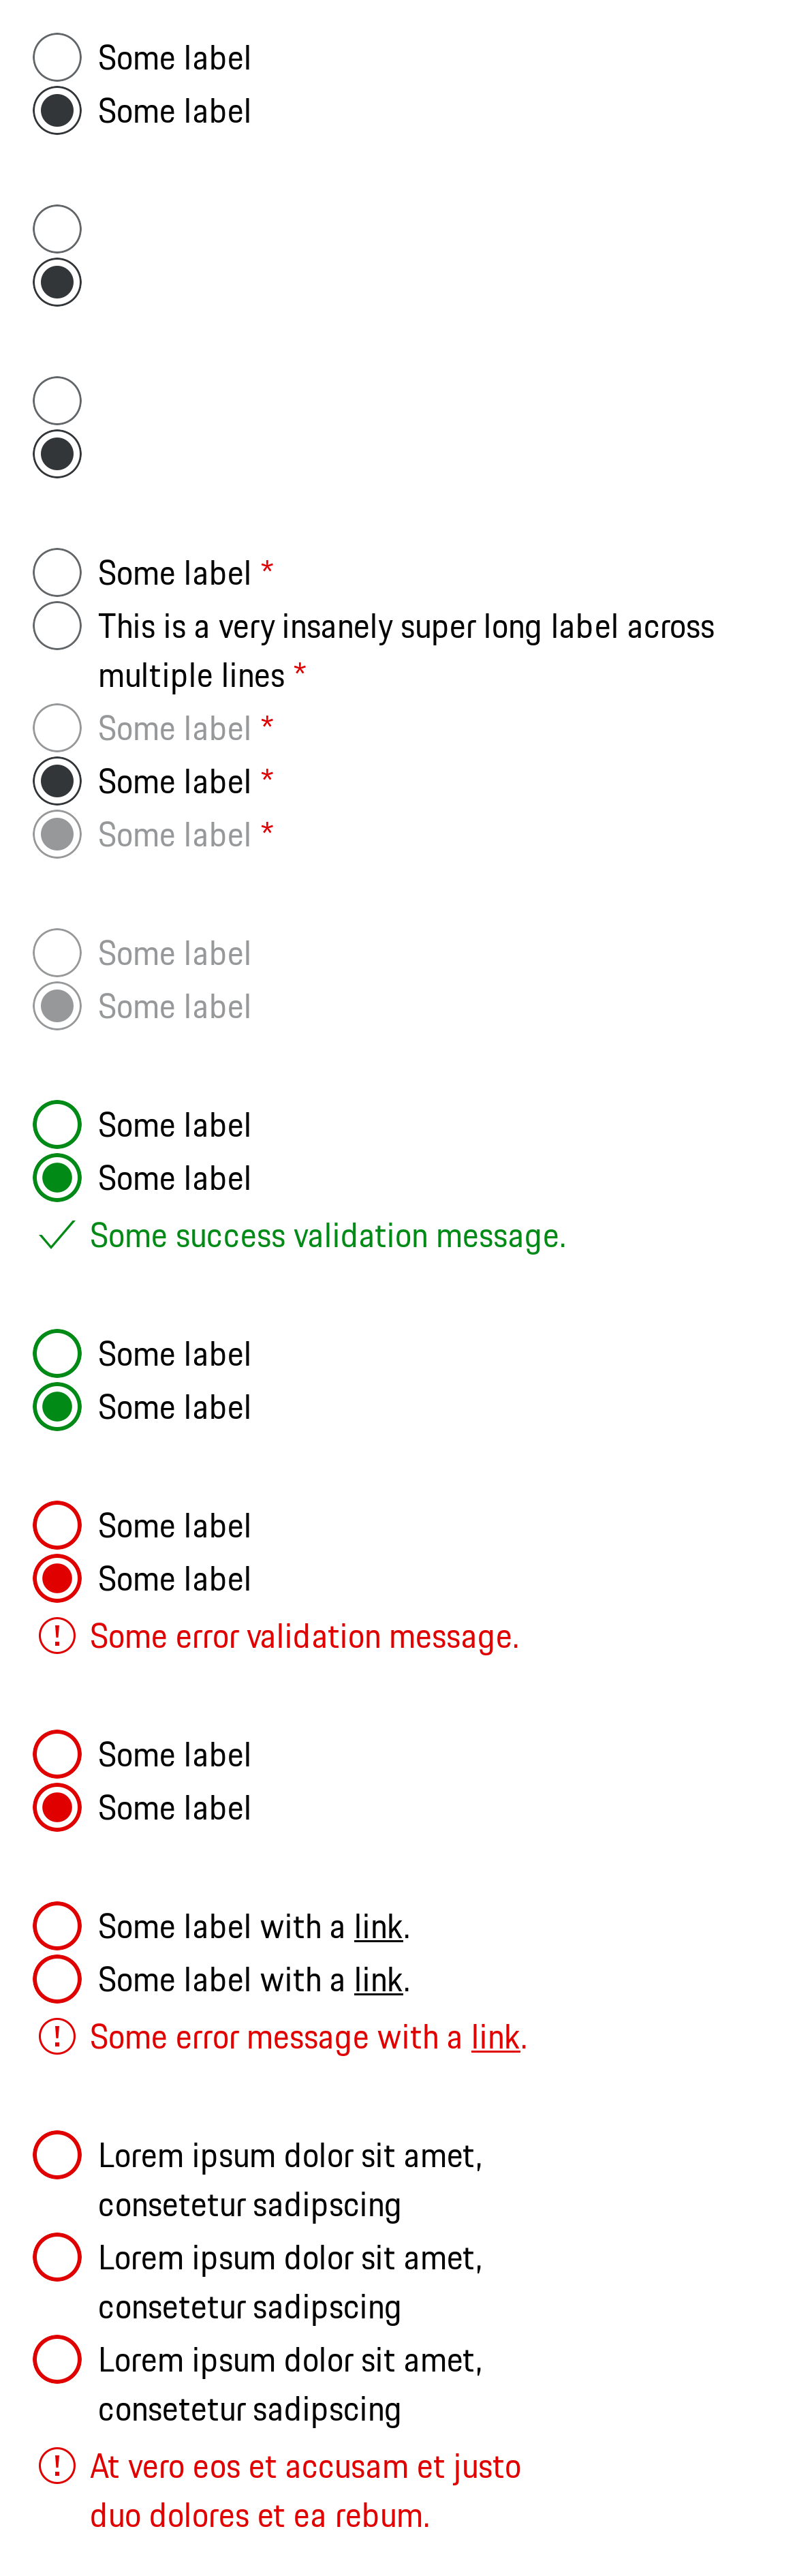 Some label
Some label
Some label *
This is a very insanely super long label across
multiple lines *
Some label *
Some label *
Some label *
Some label
Some label
Some label
Some label
Some success validation message.
Some label
Some label
Some label
Some label
Some error validation message.
Some label
Some label
Some label with a link.
Some label with a link.
Some error message with a link.
Lorem ipsum dolor sit amet,
consetetur sadipscing
Lorem ipsum dolor sit amet,
consetetur sadipscing
Lorem ipsum dolor sit amet,
consetetur sadipscing
At vero eos et accusam et justo
duo dolores et ea rebum.